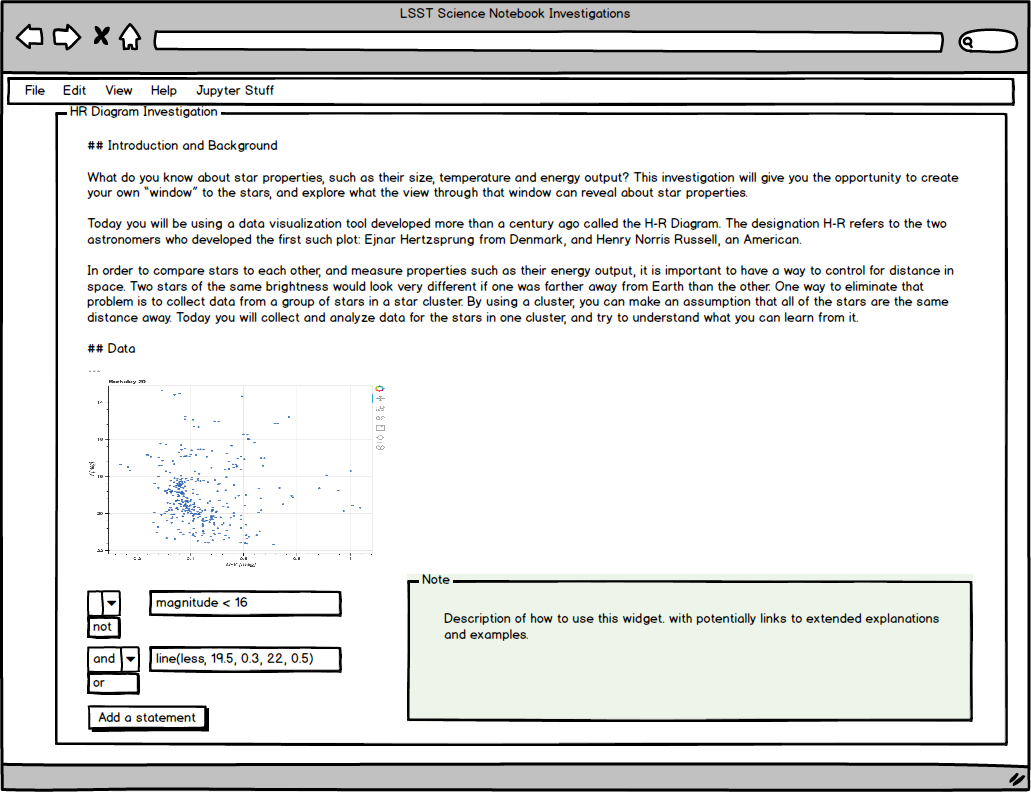 LSST Science Notebook Investigations
File Edit View Help Jupyter Stuff
HR Diagram Investigation
## Introduction and Background
What do you know about star properties, such as their size, temperature and energy output? This investigation will give you the opportunity to create
your own “window” to the stars, and explore what the view through that window can reveal about star properties.
Today you will be using a data visualization tool developed more than a century ago called the H-R Diagram. The designation H-R refers to the two
astronomers who developed the first such plot: Ejnar Hertzsprung from Denmark, and Henry Norris Russell, an American.
In order to compare stars to each other, and measure properties such as their energy output, it is important to have a way to control for distance in
space. Two stars of the same brightness would look very different if one was farther away from Earth than the other. One way to eliminate that
problem is to collect data from a group of stars in a star cluster. By using a cluster, you can make an assumption that all of the stars are the same
distance away. Today you will collect and analyze data for the stars in one cluster, and try to understand what you can learn from it.
## Data
...
Berkeley 20
magnitude < 16
not
and line(less, 19.5, 0.3, 22, 0.5)
or
Add a statement
Note
Description of how to use this widget. with potentially links to extended explanations
and examples.